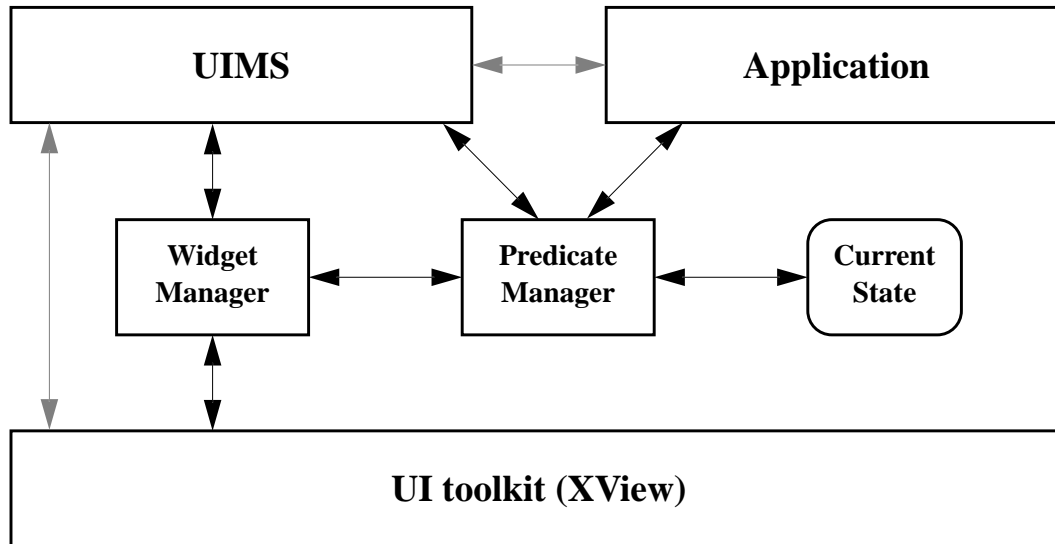 UIMS
Application
Widget
Manager
Predicate
Manager
Current
State
UI toolkit (XView)